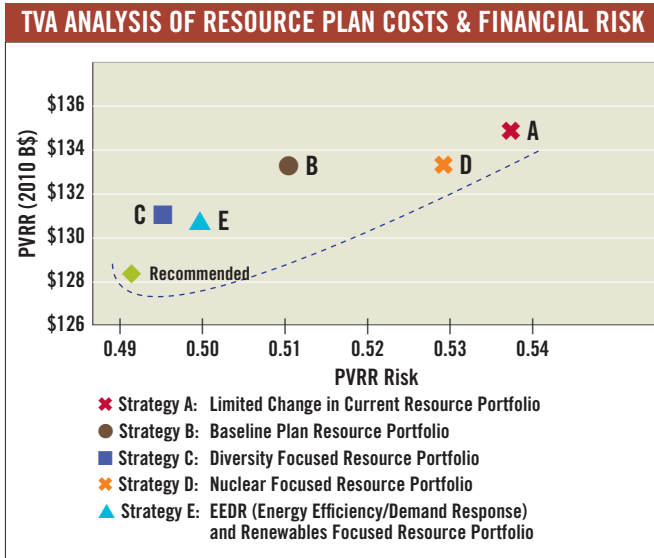 TVA ANALYSIS OF RESOURCE PLAN COSTS & FINANCIAL RISK
PVRR (2010 B$)
$136
$134
$132
$130
$128
$126
A
B
D
C
E
Recommended
0.49 0.50 0.51 0.52 0.53 0.54
PVRR Risk
Strategy A: Limited Change in Current Resource Portfolio
Strategy B: Baseline Plan Resource Portfolio
Strategy C: Diversity Focused Resource Portfolio
Strategy D: Nuclear Focused Resource Portfolio
Strategy E: EEDR (Energy Efficiency/Demand Response)
and Renewables Focused Resource Portfolio